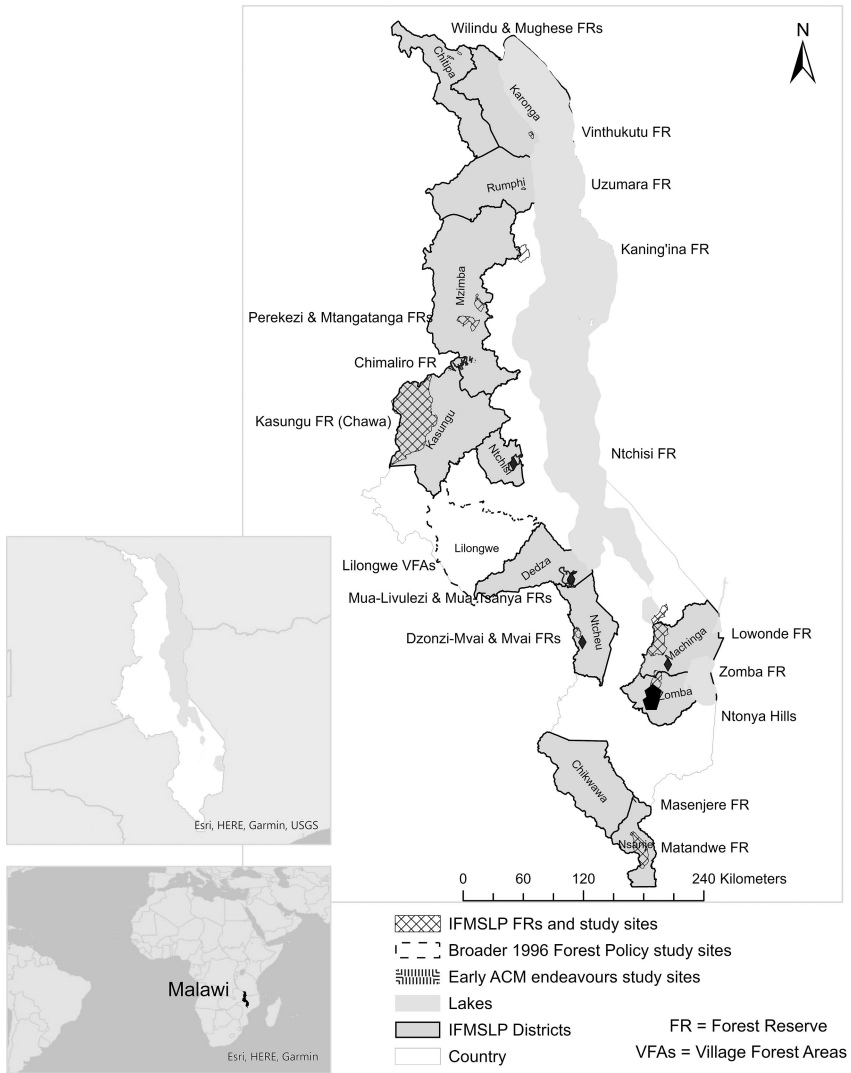 Wilindu & Mughese FRs
N
Chitipa
Karonga
Vinthukutu FR
Rumphi
Uzumara FR
Kaning'ina FR
Mzimba
Perekezi & Mtangatanga FRs
Chimaliro FR
Kasungu FR (Chawa)
Kasungu
Ntchisi
Ntchisi FR
Lilongwe
Lilongwe VFAs
Dedza
Mua-Livulezi & Mua-Tsanya FRs
Ntcheu
Dzonzi-Mvai & Mvai FRs
Machinga
Lowonde FR
Zomba FR
Zomba
Ntonya Hills
Chikwawa
Masenjere FR
Nsanje
Matandwe FR
0 60 120 240 Kilometers
Esri, HERE, Garmin, USGS
Malawi
Esri, HERE, Garmin
IFMSLP FRs and study sites
Broader 1996 Forest Policy study sites
Early ACM endeavours study sites
Lakes
IFMSLP Districts
Country
FR = Forest Reserve
VFAs = Village Forest Areas